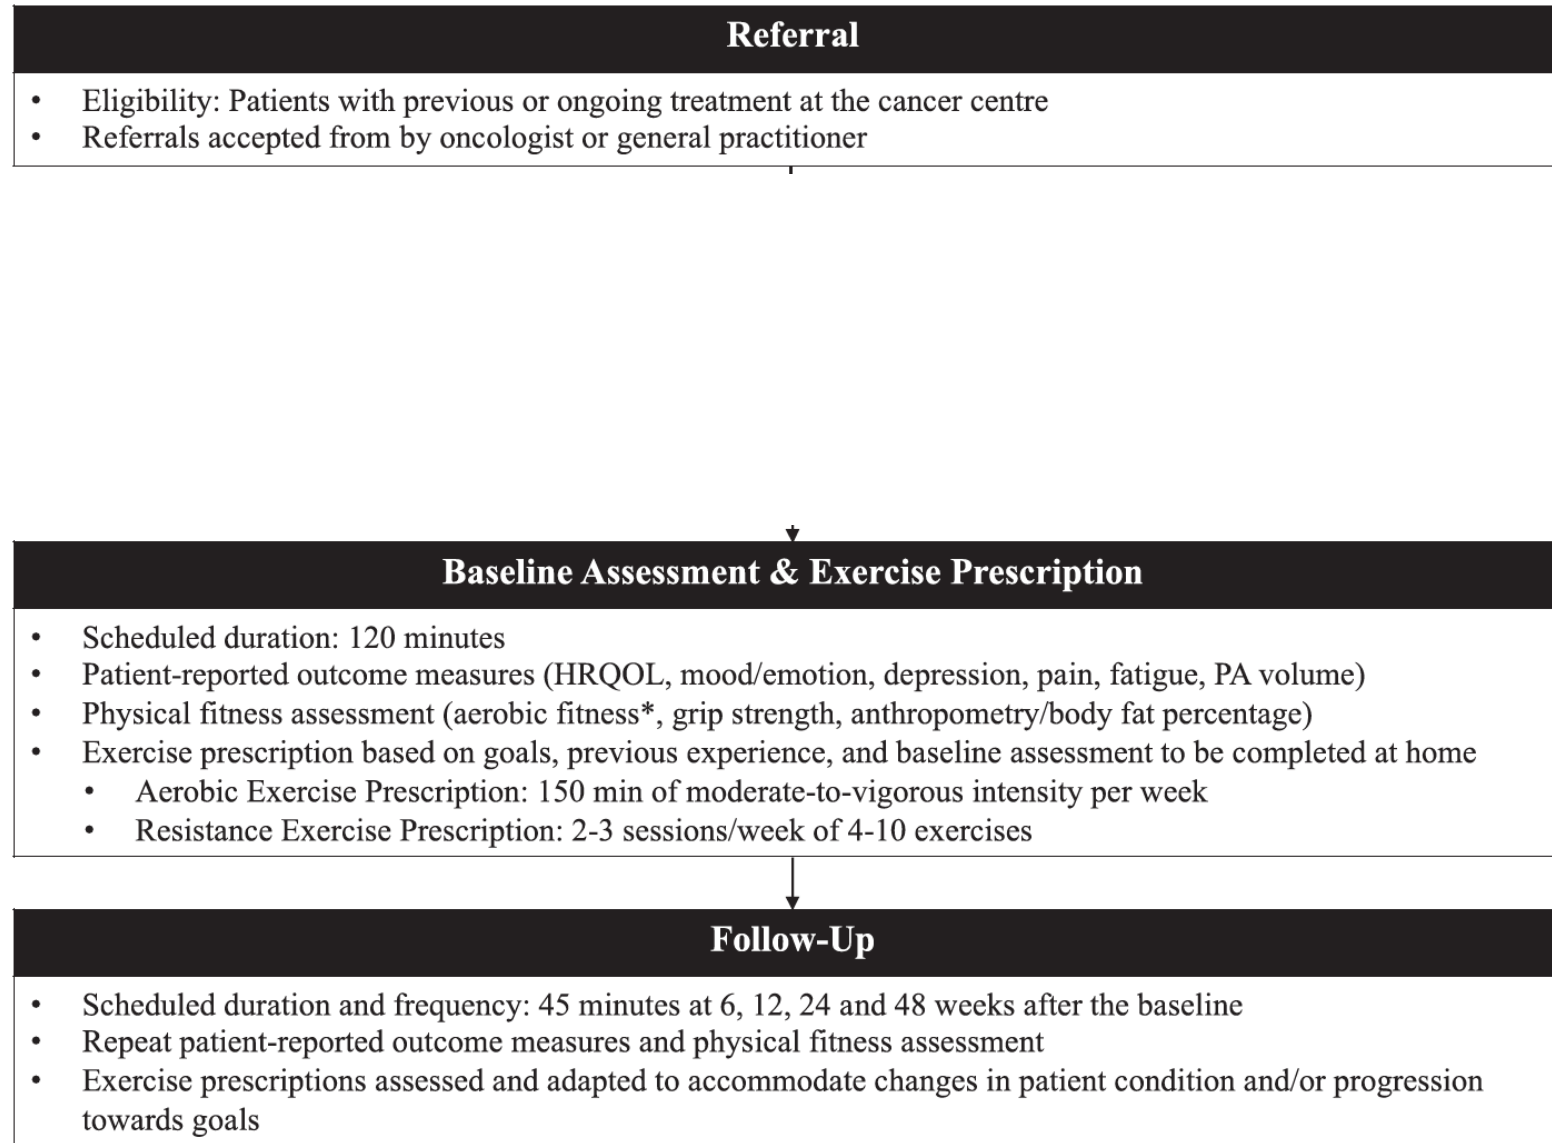 Referral
• Eligibility: Patients with previous or ongoing treatment at the cancer centre
• Referrals accepted from by oncologist or general practitioner
Baseline Assessment & Exercise Prescription
• Scheduled duration: 120 minutes
• Patient-reported outcome measures (HRQOL, mood/emotion, depression, pain, fatigue, PA volume)
• Physical fitness assessment (aerobic fitness*, grip strength, anthropometry/body fat percentage)
• Exercise prescription based on goals, previous experience, and baseline assessment to be completed at home
• Aerobic Exercise Prescription: 150 min of moderate-to-vigorous intensity per week
• Resistance Exercise Prescription: 2-3 sessions/week of 4-10 exercises
Follow-Up
• Scheduled duration and frequency: 45 minutes at 6, 12, 24 and 48 weeks after the baseline
• Repeat patient-reported outcome measures and physical fitness assessment
• Exercise prescriptions assessed and adapted to accommodate changes in patient condition and/or progression
towards goals